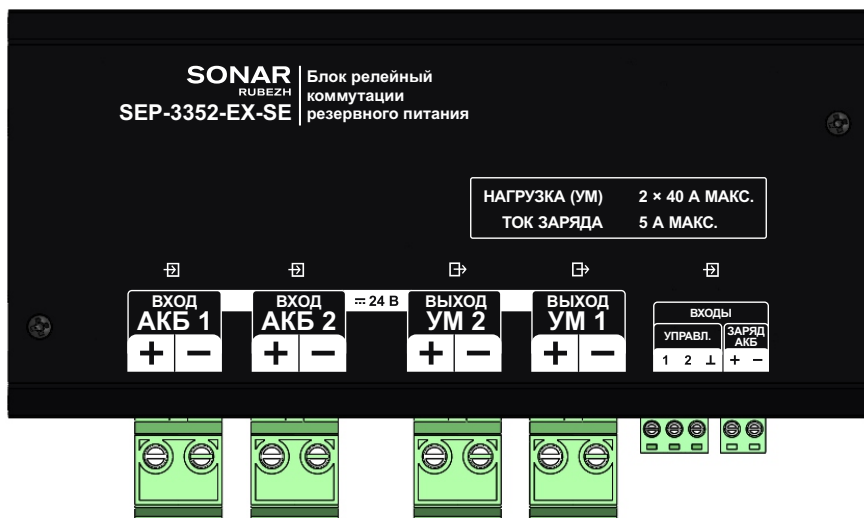 SONAR
RUBEZH
SEP-3352-EX-SE
Блок релейный
коммутации
резервного питания
НАГРУЗКА (УМ) 2 × 40 А МАКС.
ТОК ЗАРЯДА 5 А МАКС.
ВХОД
АКБ 1
ВХОД
АКБ 2
24 В
ВЫХОД
УМ 2
ВЫХОД
УМ 1
ВХОДЫ
УПРАВЛ.
ЗАРЯД
АКБ
+ −
+ −
+ −
+ −
1 2 ⊥ + −